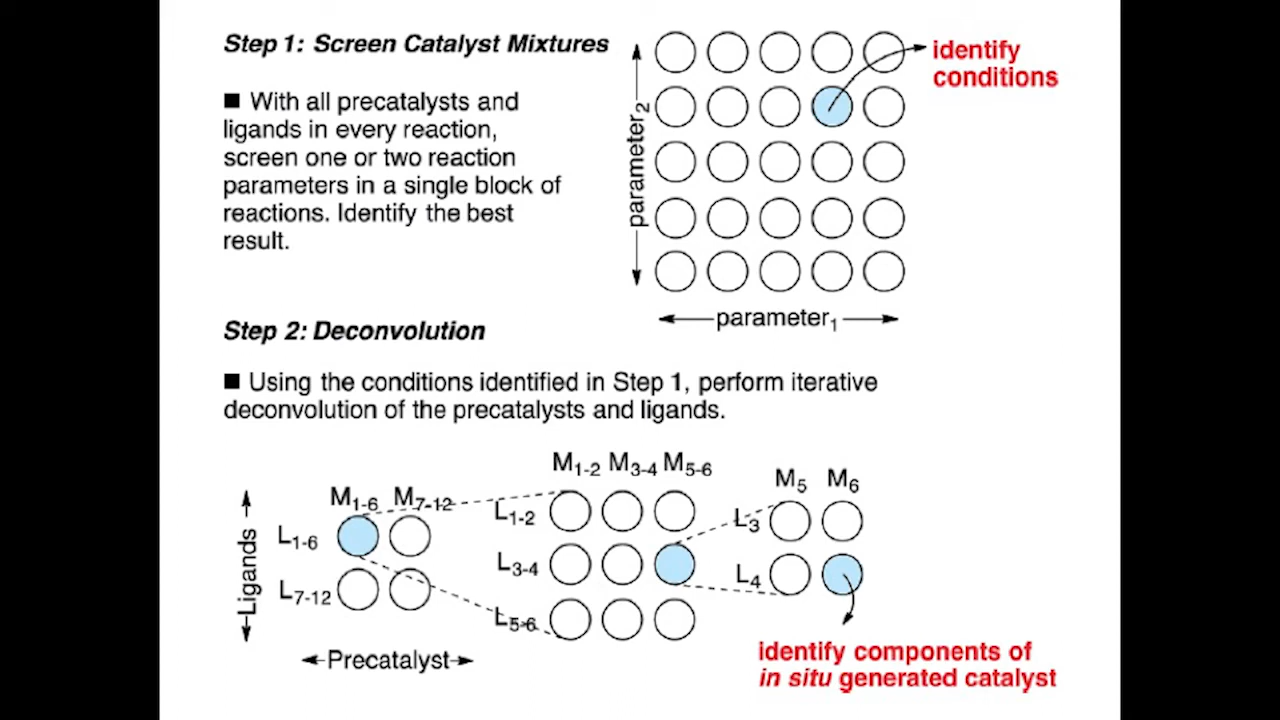 Step 1: Screen Catalyst Mixtures
■ With all precatalysts and
ligands in every reaction,
screen one or two reaction
parameters in a single block of
reactions. Identify the best
result.
parameter₂
identify
conditions
parameter₁
Step 2: Deconvolution
■ Using the conditions identified in Step 1, perform iterative
deconvolution of the precatalysts and ligands.
Ligands
M₁₋₆ M₇₋₁₂
L₁₋₆
L₇₋₁₂
Precatalyst
M₁₋₂ M₃₋₄ M₅₋₆
L₁₋₂
L₃₋₄
L₅₋₆
M₅ M₆
L₃
L₄
identify components of
in situ generated catalyst